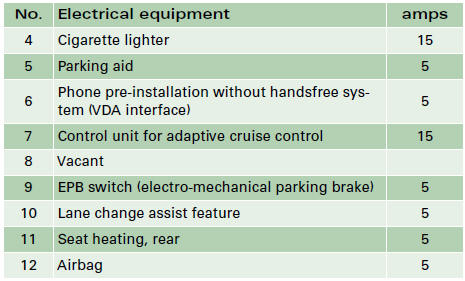 No. Electrical equipment amps
4 Cigarette lighter 15
5 Parking aid 5
6 Phone pre-installation without handsfree sys-
tem (VDA interface) 5
7 Control unit for adaptive cruise control 15
8 Vacant
9 EPB switch (electro-mechanical parking brake) 5
10 Lane change assist feature 5
11 Seat heating, rear 5
12 Airbag 5